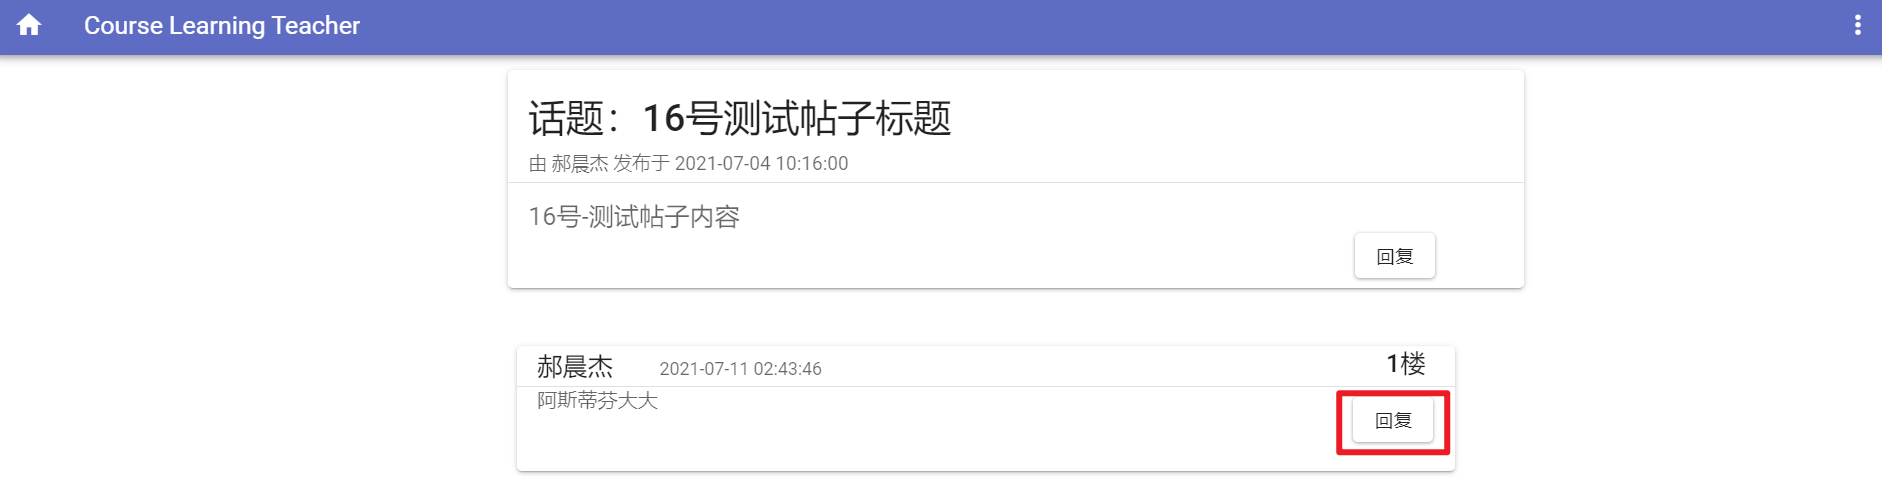 Course Learning Teacher
话题：16号测试帖子标题
由 郝晨杰 发布于 2021-07-04 10:16:00
16号-测试帖子内容
回复
郝晨杰 2021-07-11 02:43:46 1楼
阿斯蒂芬大大
回复